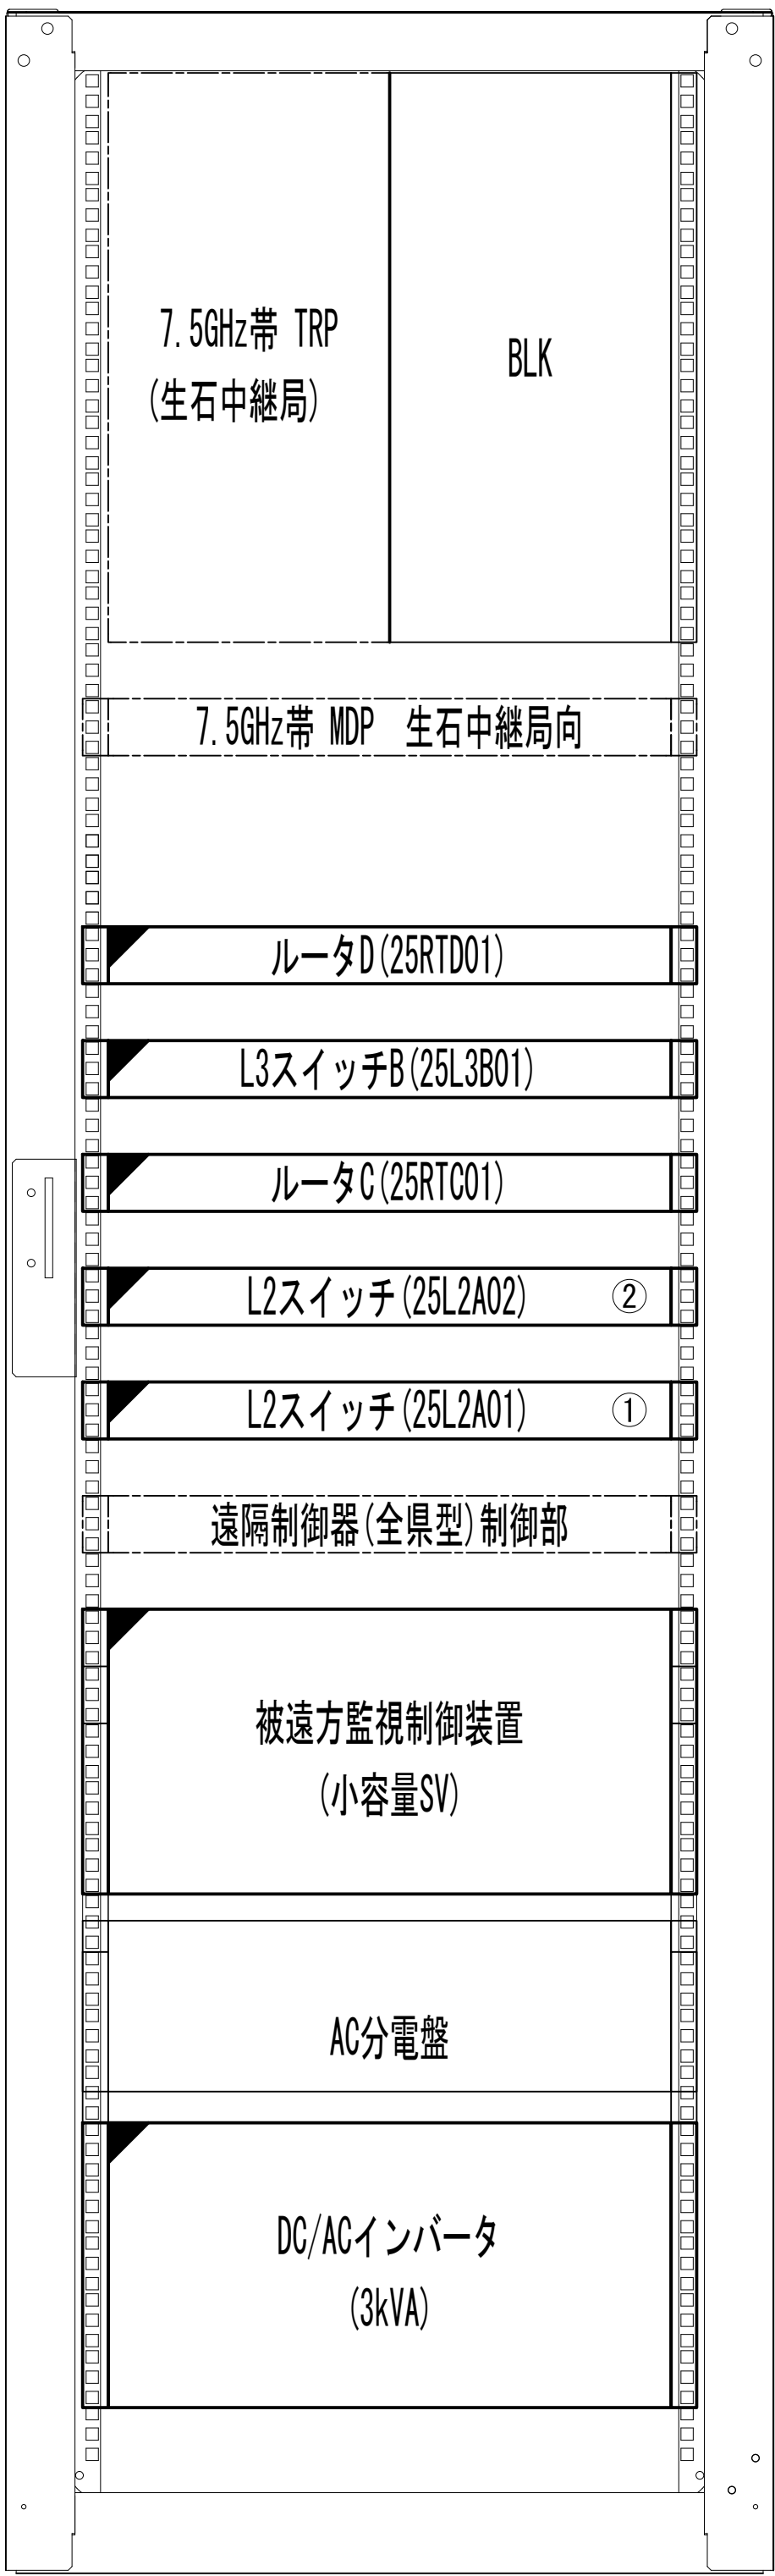 7.5GHz帯 TRP
(生石中継局)
BLK
7.5GHz帯 MDP　生石中継局向
ルータD(25RTD01)
L3スイッチB(25L3B01)
ルータC(25RTC01)
L2スイッチ(25L2A02) ②
L2スイッチ(25L2A01) ①
遠隔制御器(全県型)制御部
被遠方監視制御装置
(小容量SV)
AC分電盤
DC/ACインバータ
(3kVA)